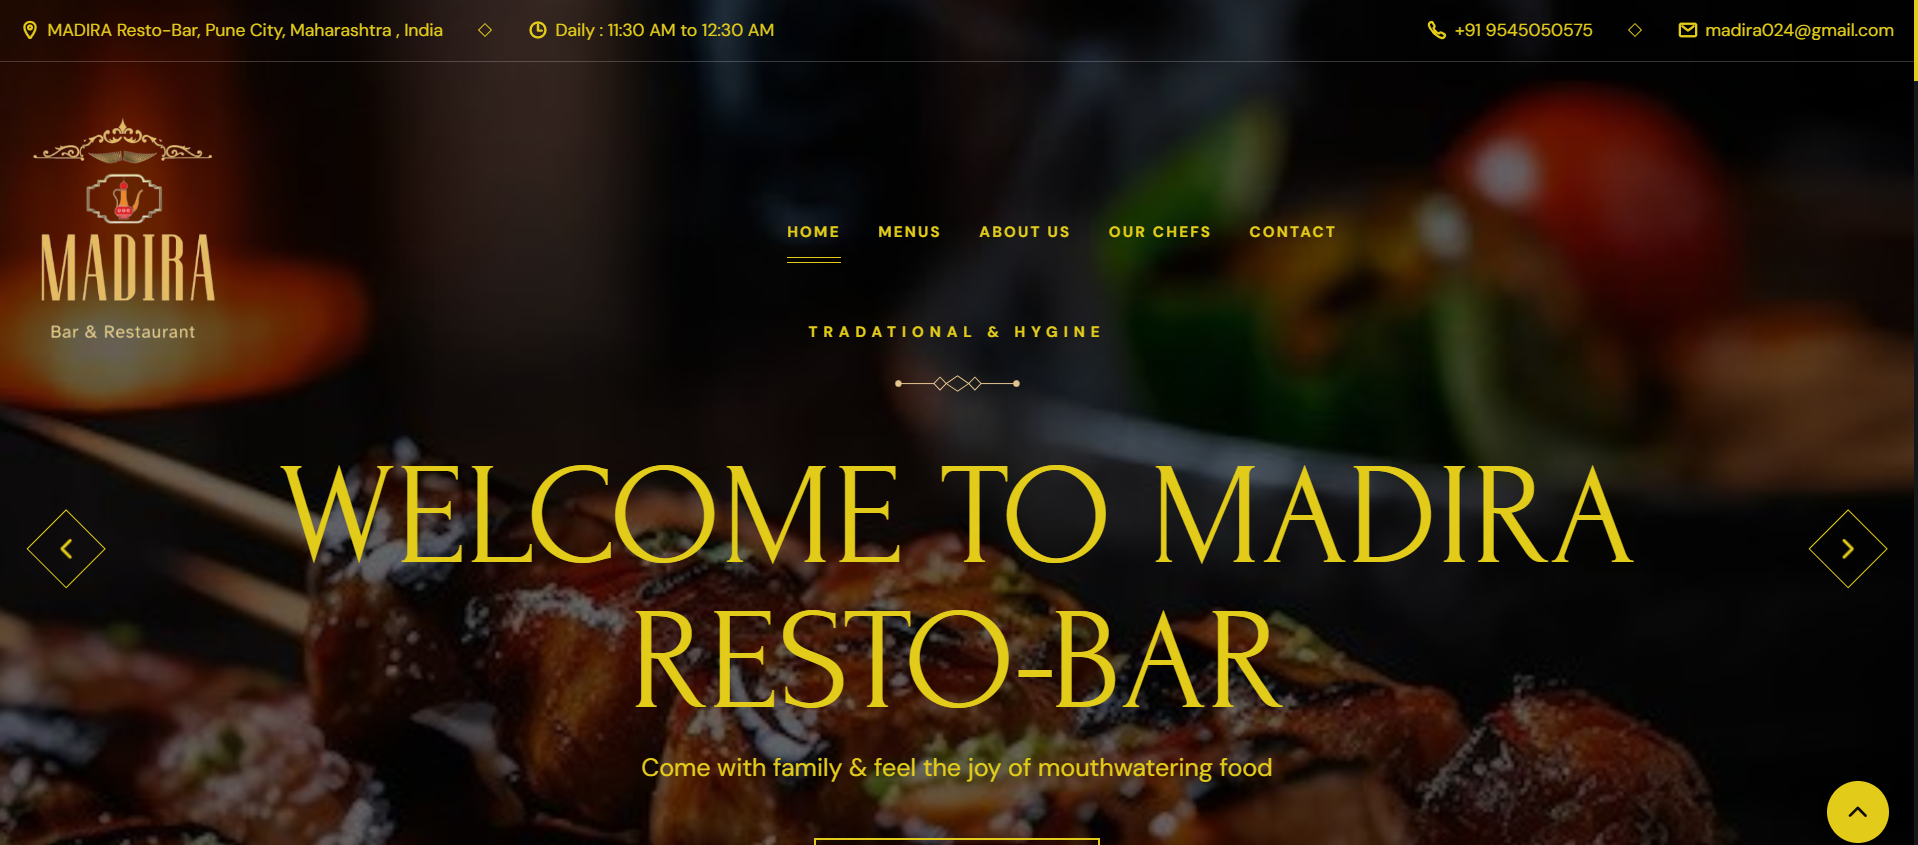 MADIRA Resto-Bar, Pune City, Maharashtra , India
Daily : 11:30 AM to 12:30 AM
+91 9545050575
madira024@gmail.com
MADIRA
Bar & Restaurant
HOME
MENUS
ABOUT US
OUR CHEFS
CONTACT
TRADATIONAL & HYGINE
WELCOME TO MADIRA
RESTO-BAR
Come with family & feel the joy of mouthwatering food